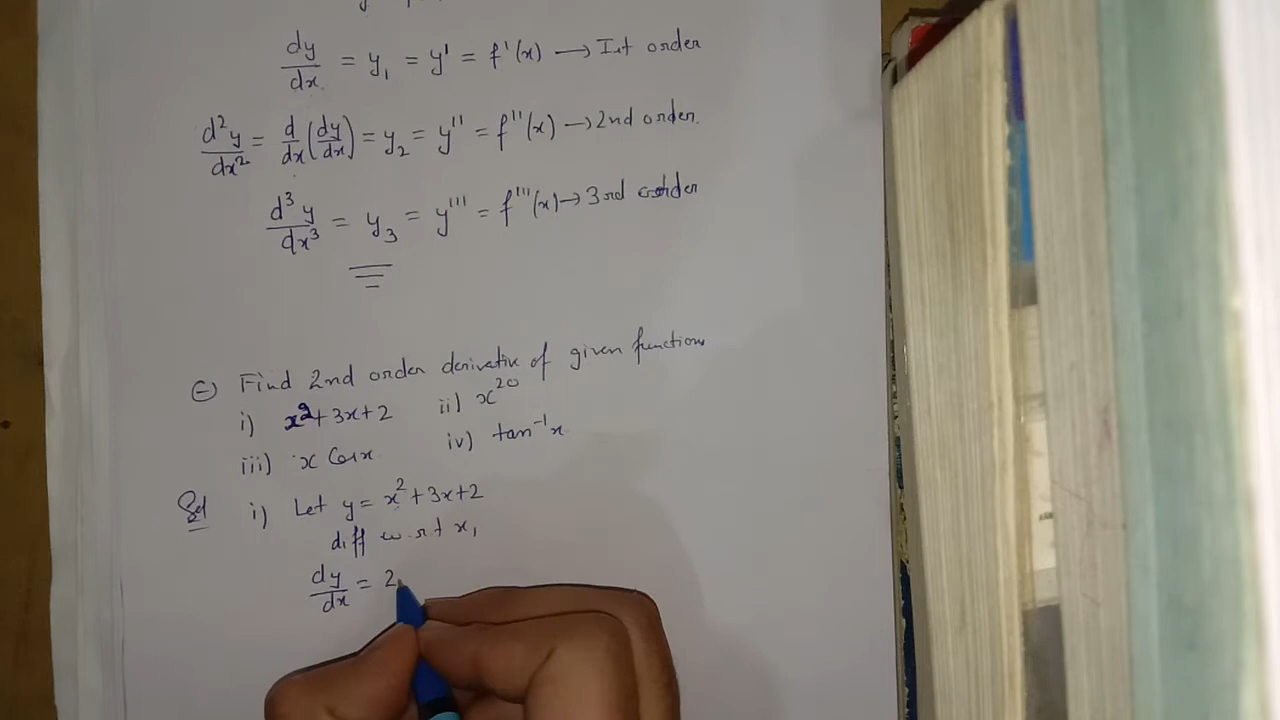 dy/dx = y₁ = y' = f'(x) → Ist order
d²y/dx² = d/dx (dy/dx) = y₂ = y'' = f''(x) → 2nd order.
d³y/dx³ = y₃ = y''' = f'''(x) → 3rd order
Find 2nd order derivative of given function
i) x²+3x+2 ii) x²⁰
iii) x Cosx iv) tan⁻¹x
Sol i) Let y = x²+3x+2
diff w.r.t x,
dy/dx = 2